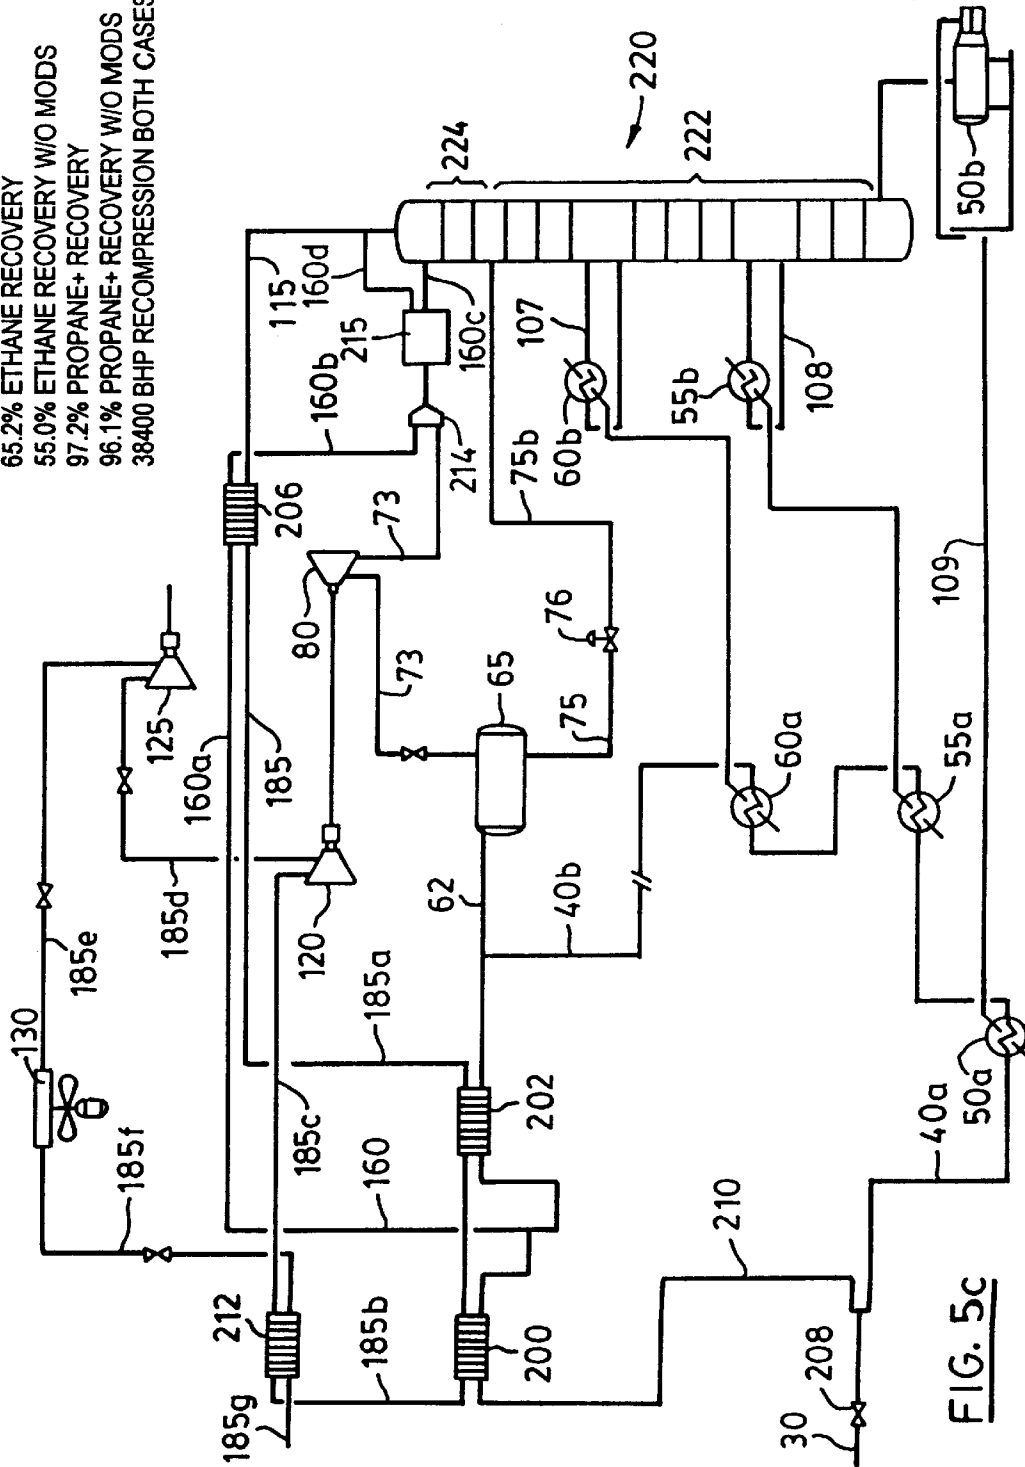 65.2% ETHANE RECOVERY
55.0% ETHANE RECOVERY W/O MODS
97.2% PROPANE+ RECOVERY
96.1% PROPANE+ RECOVERY W/O MODS
38400 BHP RECOMPRESSION BOTH CASES
130
185f
185e
125
185d
160a
185
206
160b
115
160d
215
224
220
222
212
185g
185c
160
120
185a
80
73
73
214
160c
185b
200
202
62
40b
65
75
76
75b
60b
107
55b
108
210
60a
55a
109
50b
30
208
40a
50a
FIG. 5c